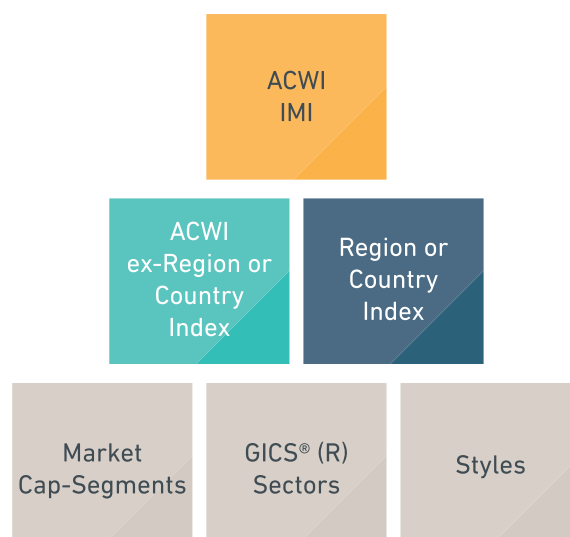 ACWI
IMI
ACWI
ex-Region or
Country
Index
Region or
Country
Index
Market
Cap-Segments
GICS® (R)
Sectors
Styles